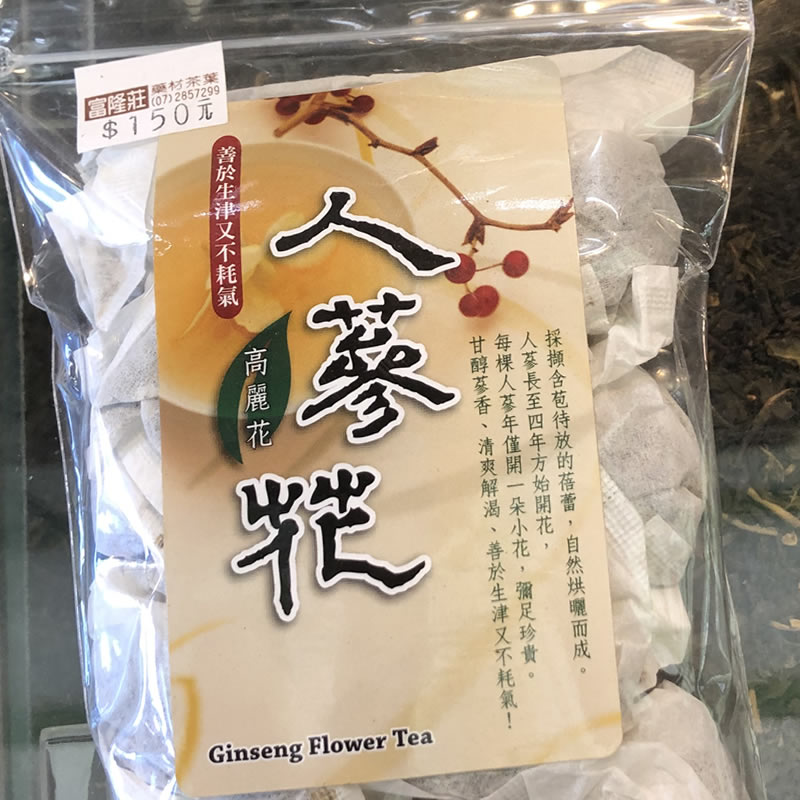 富隆莊
藥材茶葉
(07)2857299
$150元
善於生津又不耗氣
人蔘花
高麗花
採擷含苞待放的蓓蕾，自然烘曬而成。
人蔘長至四年方始開花，
每棵人蔘年僅開一朵小花，彌足珍貴。
甘醇蔘香、清爽解渴、善於生津又不耗氣！
Ginseng Flower Tea